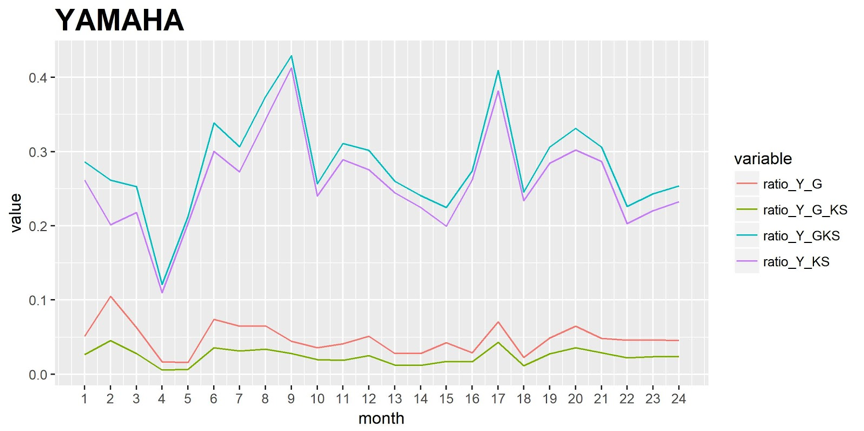 YAMAHA
value
0.4
0.3
0.2
0.1
0.0
1 2 3 4 5 6 7 8 9 10 11 12 13 14 15 16 17 18 19 20 21 22 23 24
month
variable
ratio_Y_G
ratio_Y_G_KS
ratio_Y_GKS
ratio_Y_KS